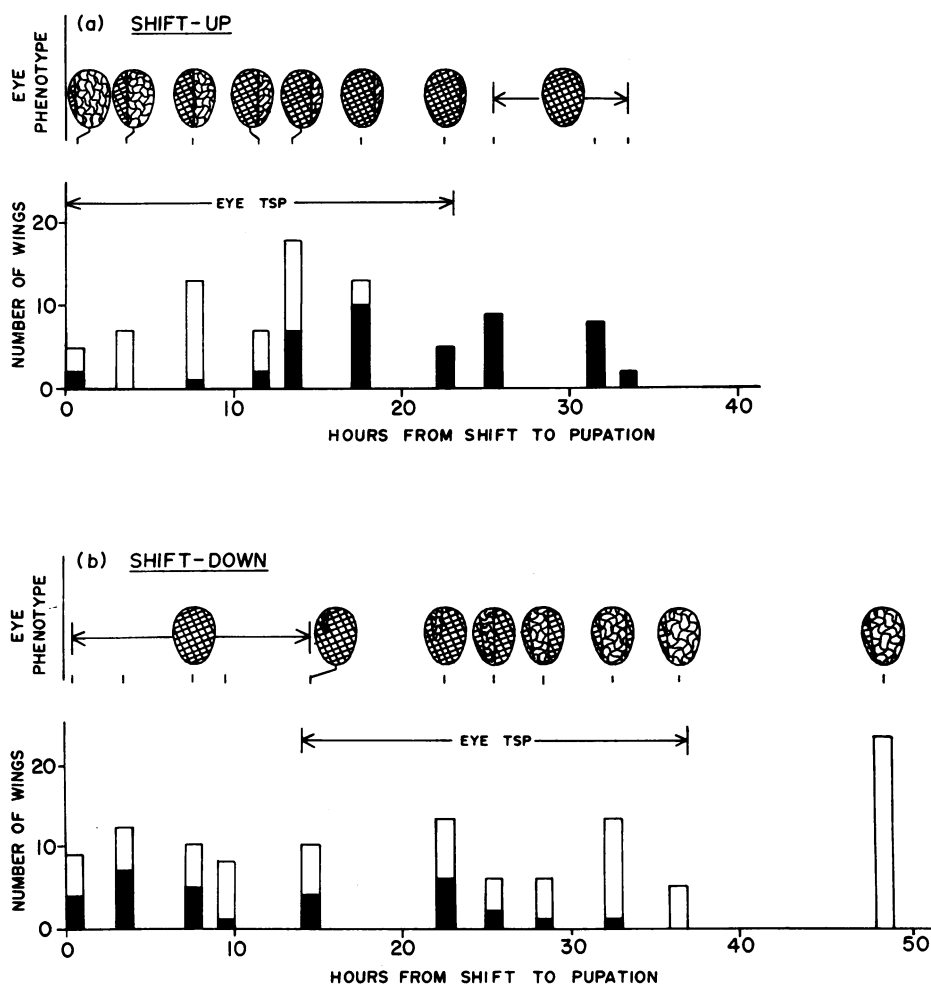 (a) SHIFT-UP
EYE
PHENOTYPE
EYE TSP
NUMBER OF WINGS
20
10
0
0 10 20 30 40
HOURS FROM SHIFT TO PUPATION
(b) SHIFT-DOWN
EYE
PHENOTYPE
EYE TSP
NUMBER OF WINGS
20
10
0
0 10 20 30 40 50
HOURS FROM SHIFT TO PUPATION